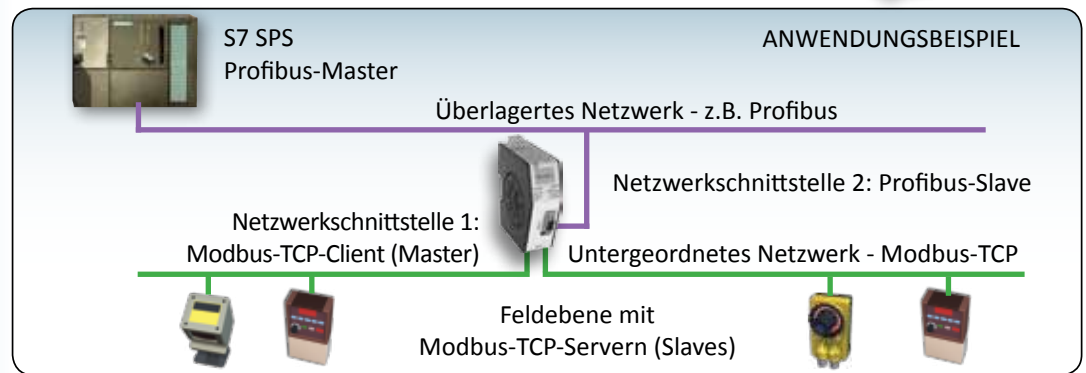 S7 SPS
Profibus-Master
ANWENDUNGSBEISPIEL
Überlagertes Netzwerk - z.B. Profibus
Netzwerkschnittstelle 2: Profibus-Slave
Netzwerkschnittstelle 1:
Modbus-TCP-Client (Master)
Untergeordnetes Netzwerk - Modbus-TCP
Feldebene mit
Modbus-TCP-Servern (Slaves)